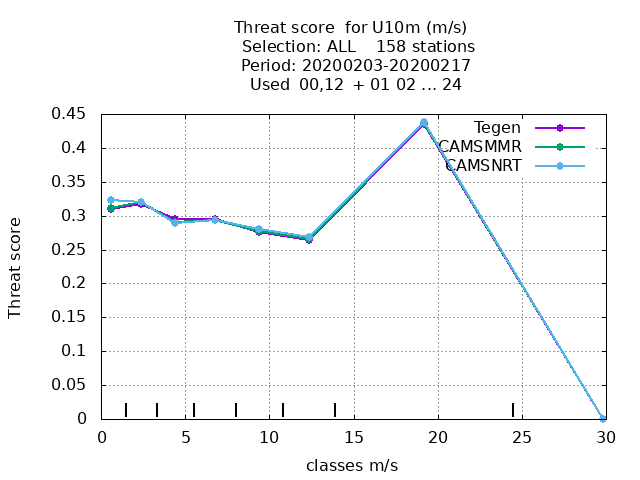 Threat score  for U10m (m/s)
Selection: ALL    158 stations
Period: 20200203-20200217
Used  00,12  + 01 02 ... 24
Tegen
CAMSMMR
CAMSNRT
Threat score
0.45
0.4
0.35
0.3
0.25
0.2
0.15
0.1
0.05
0
0 5 10 15 20 25 30
classes m/s